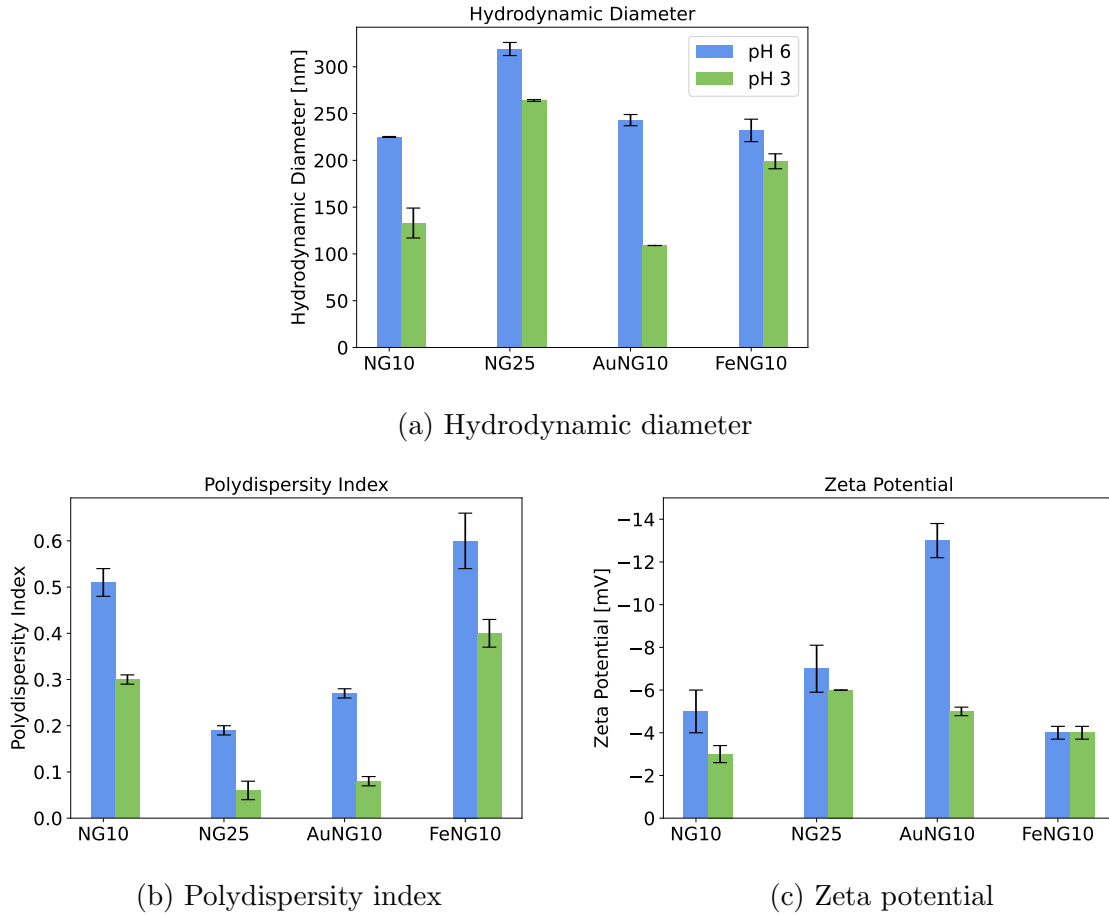 Hydrodynamic Diameter
Hydrodynamic Diameter [nm]
300
250
200
150
100
50
0
pH 6
pH 3
NG10 NG25 AuNG10 FeNG10
(a) Hydrodynamic diameter
Polydispersity Index
Polydispersity Index
0.6
0.5
0.4
0.3
0.2
0.1
0.0
NG10 NG25 AuNG10 FeNG10
(b) Polydispersity index
Zeta Potential
Zeta Potential [mV]
−14
−12
−10
−8
−6
−4
−2
0
NG10 NG25 AuNG10 FeNG10
(c) Zeta potential